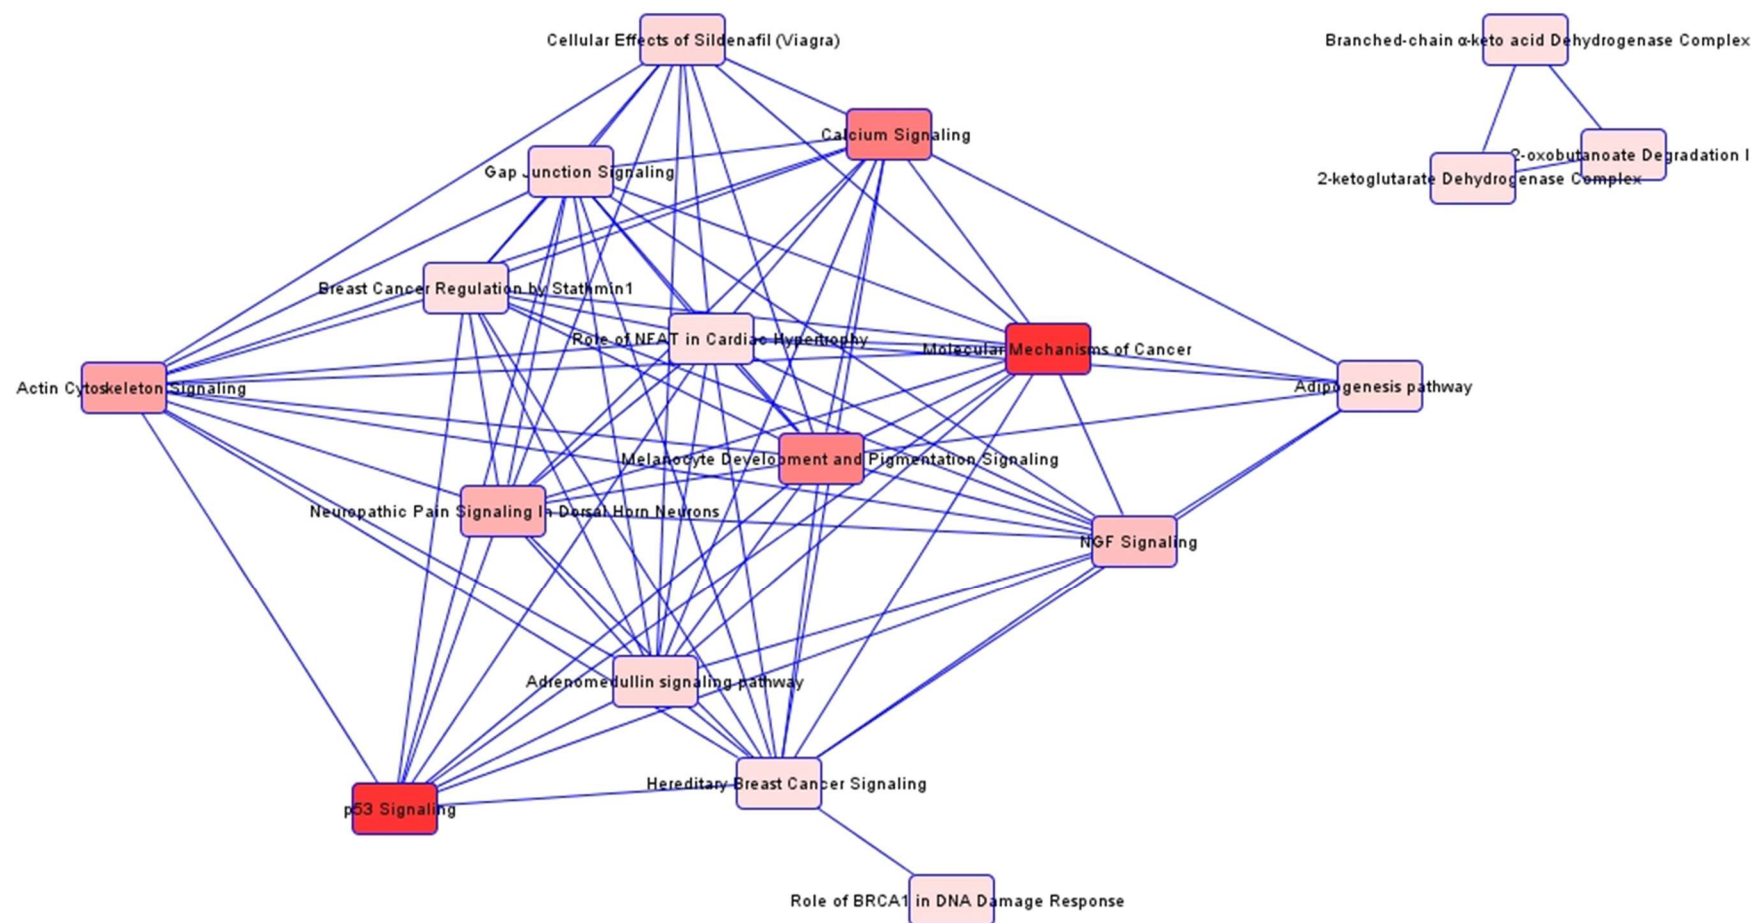 Cellular Effects of Sildenafil (Viagra)
Branched-chain α-keto acid Dehydrogenase Complex
Calcium Signaling
2-oxobutanoate Degradation I
Gap Junction Signaling
2-ketoglutarate Dehydrogenase Complex
Breast Cancer Regulation by Stathmin1
Role of NFAT in Cardiac Hypertrophy
Molecular Mechanisms of Cancer
Actin Cytoskeleton Signaling
Adipogenesis pathway
Melanocyte Development and Pigmentation Signaling
Neuropathic Pain Signaling In Dorsal Horn Neurons
NGF Signaling
Adrenomedullin signaling pathway
Hereditary Breast Cancer Signaling
p53 Signaling
Role of BRCA1 in DNA Damage Response